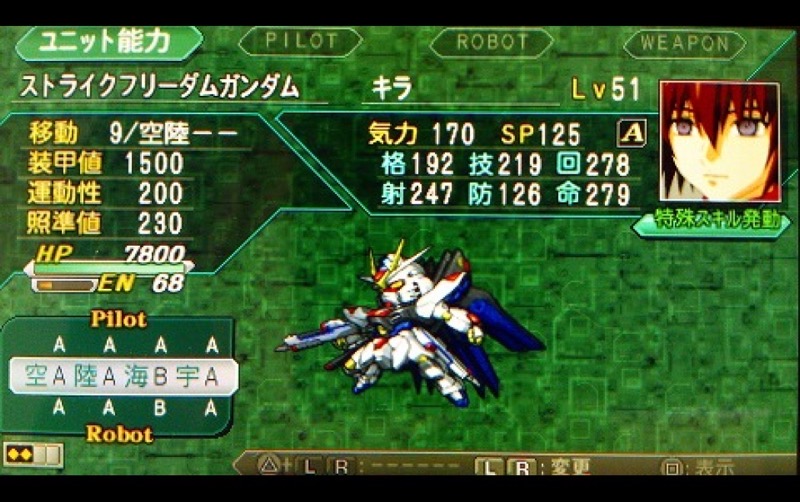 ユニット能力 PILOT ROBOT WEAPON
ストライクフリーダムガンダム キラ Lv51
移動 9/空陸ーー
装甲値 1500
運動性 200
照準値 230
HP 7800
EN 68
気力 170 SP125 A
格192 技219 回278
射247 防126 命279
特殊スキル発動
Pilot
A A A A
空A陸A海B宇A
A A B A
Robot
△+L R:------ L R:変更 □:表示